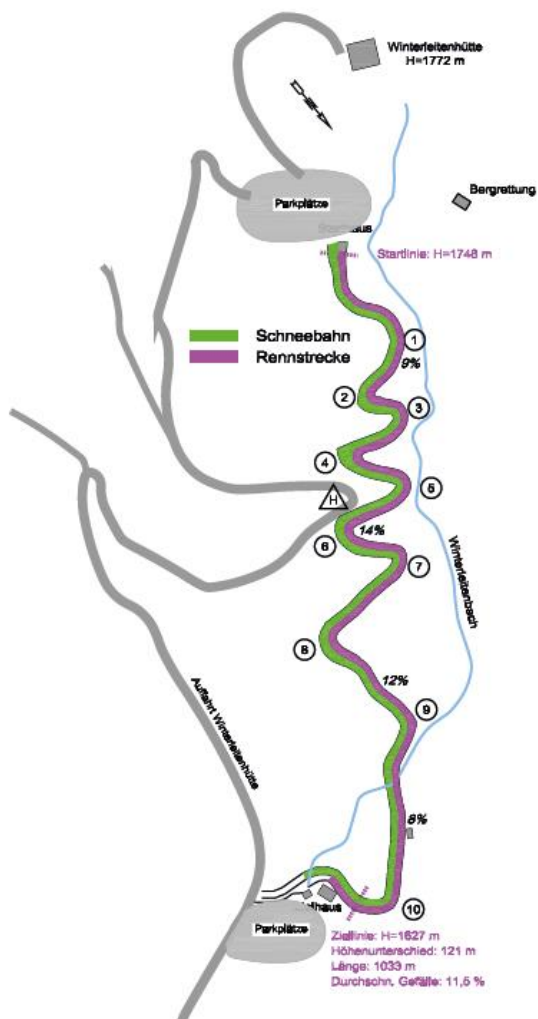 Winterleitenhütte
H=1772 m
Bergrettung
Parkplätze
Startlinie: H=1748 m
Schneebahn
Rennstrecke
1
9%
2
3
4
5
H
14%
6
7
Winterleitenbach
8
12%
9
Auffahrt Winterleitenhütte
8%
10
Parkplätze
Ziellinie: H=1627 m
Höhenunterschied: 121 m
Länge: 1033 m
Durchschn. Gefälle: 11,5 %